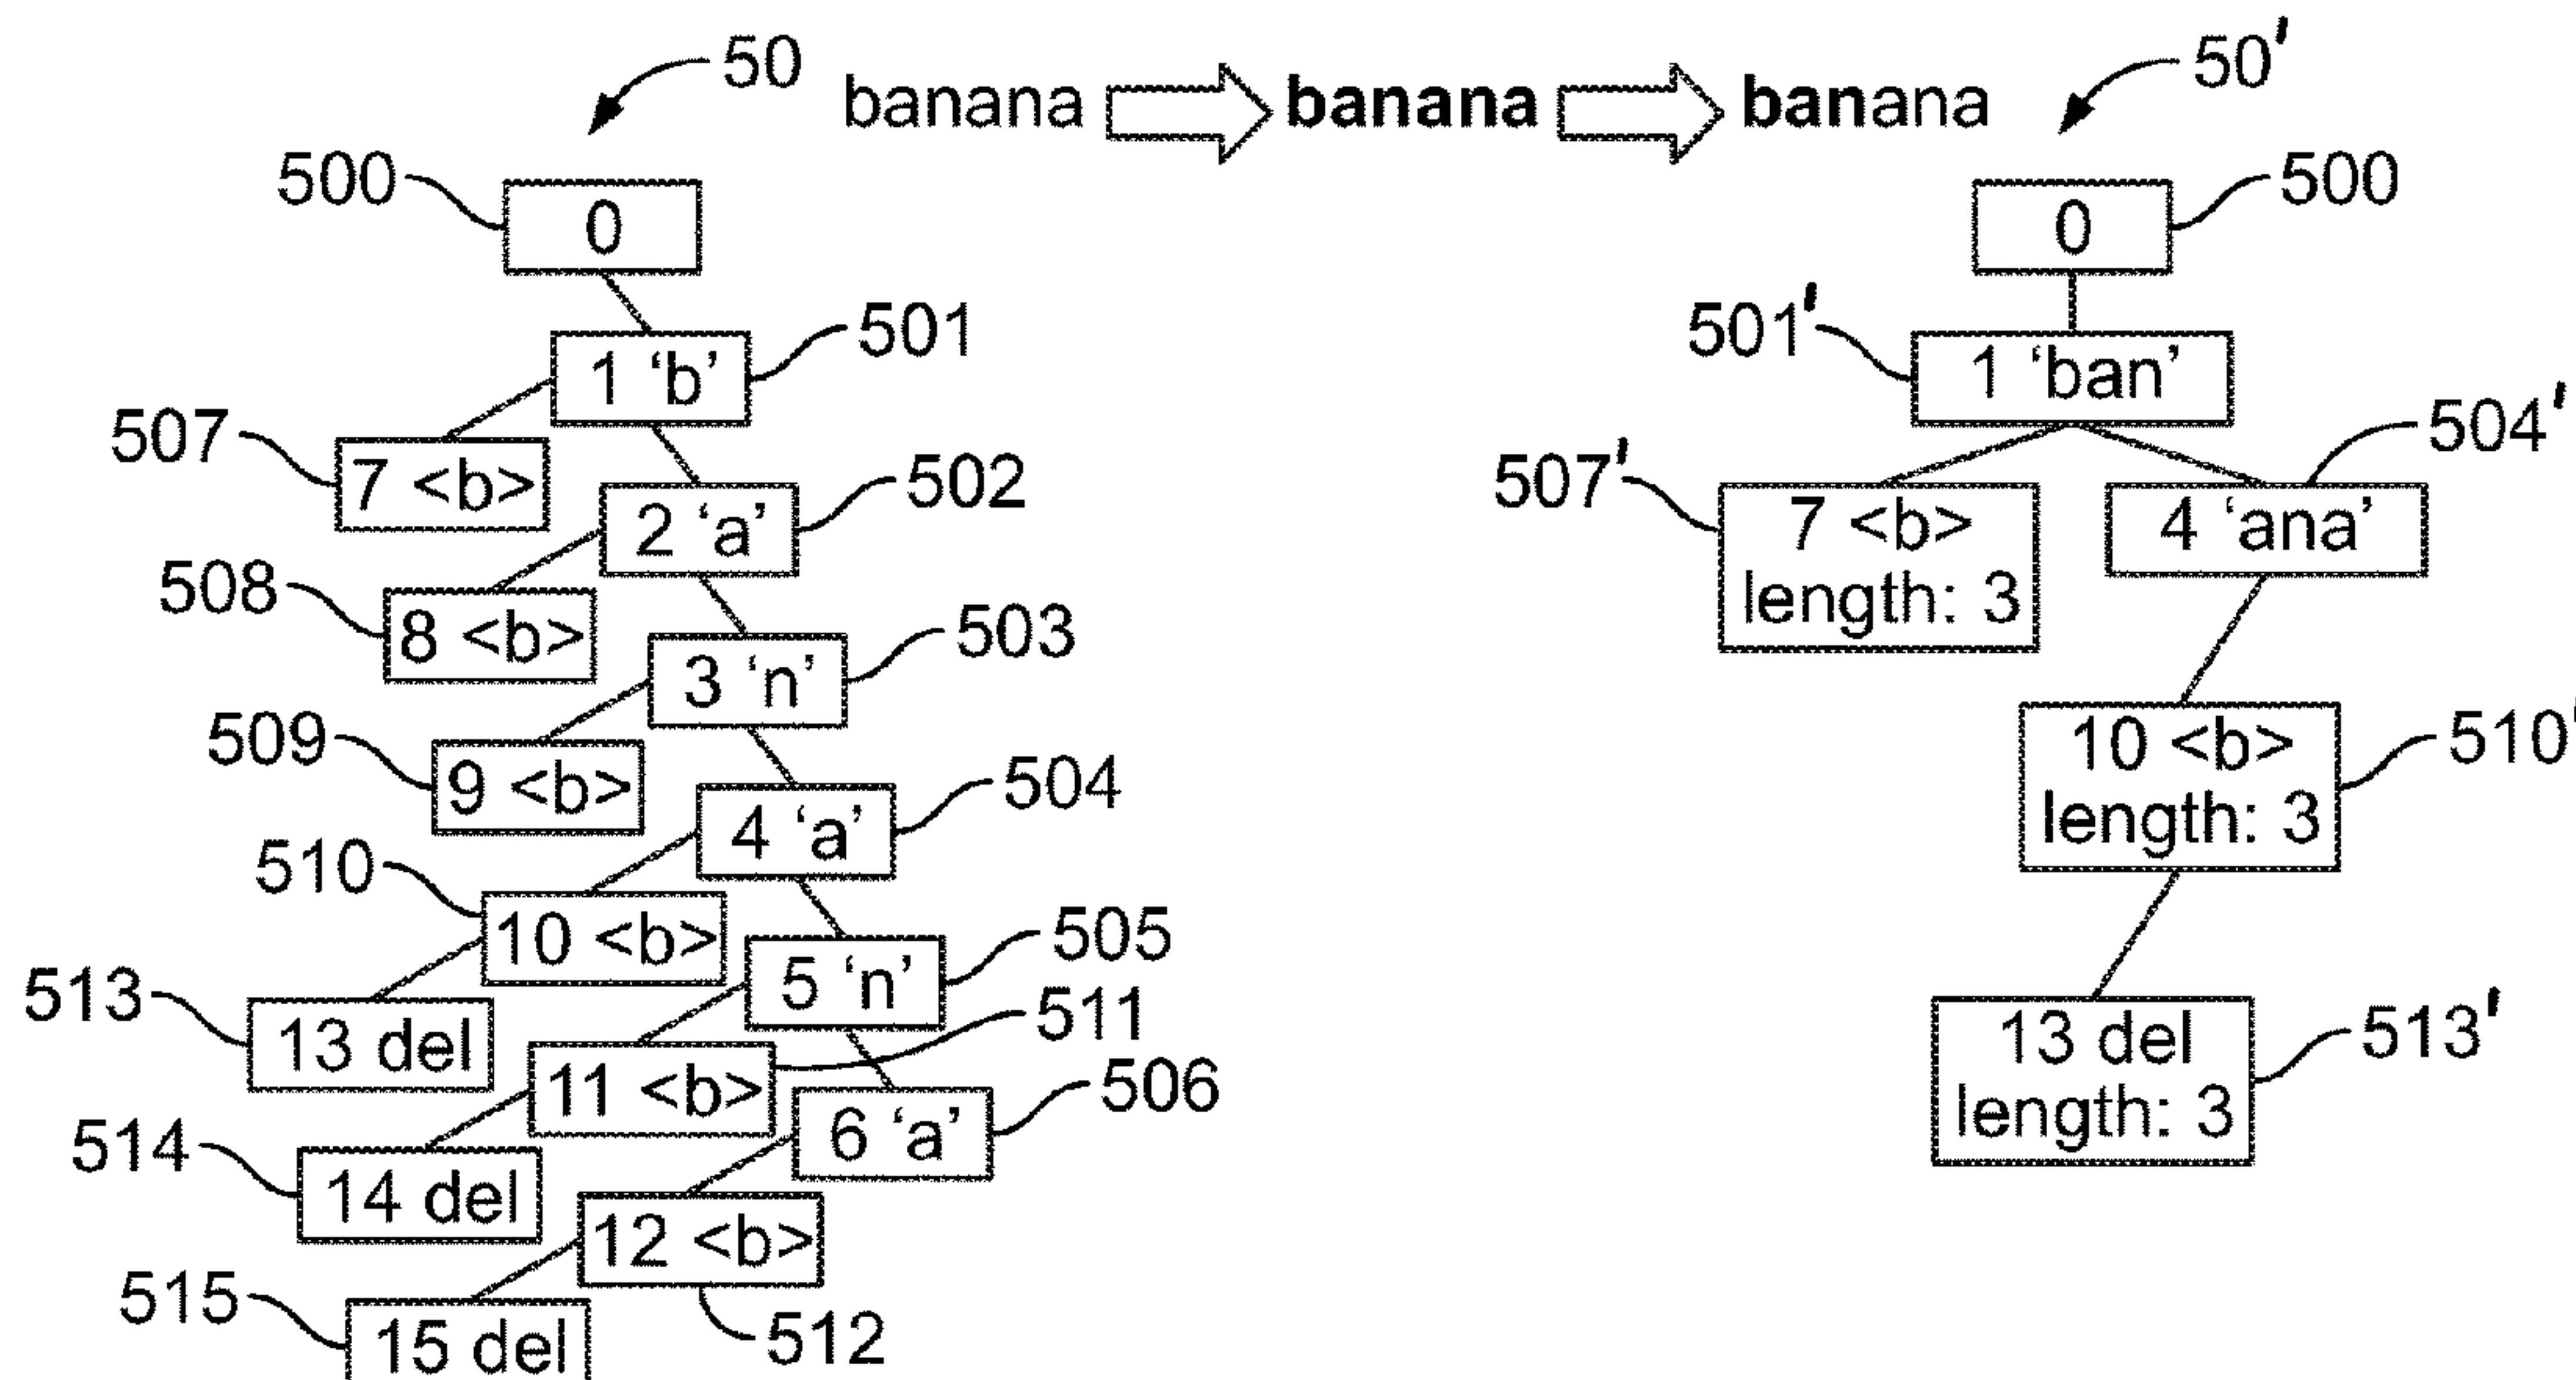 50 banana banana banana 50'
500 0 0 500
1 'b' 501 501' 1 'ban'
507 7 <b> 507' 504'
2 'a' 502 7 <b> 4 'ana'
508 8 <b> length: 3
3 'n' 503
509 9 <b> 10 <b> 510'
4 'a' 504 length: 3
510 10 <b>
5 'n' 505
513 13 del 511 13 del 513'
11 <b> 506 length: 3
514 14 del 6 'a'
12 <b>
515 15 del 512